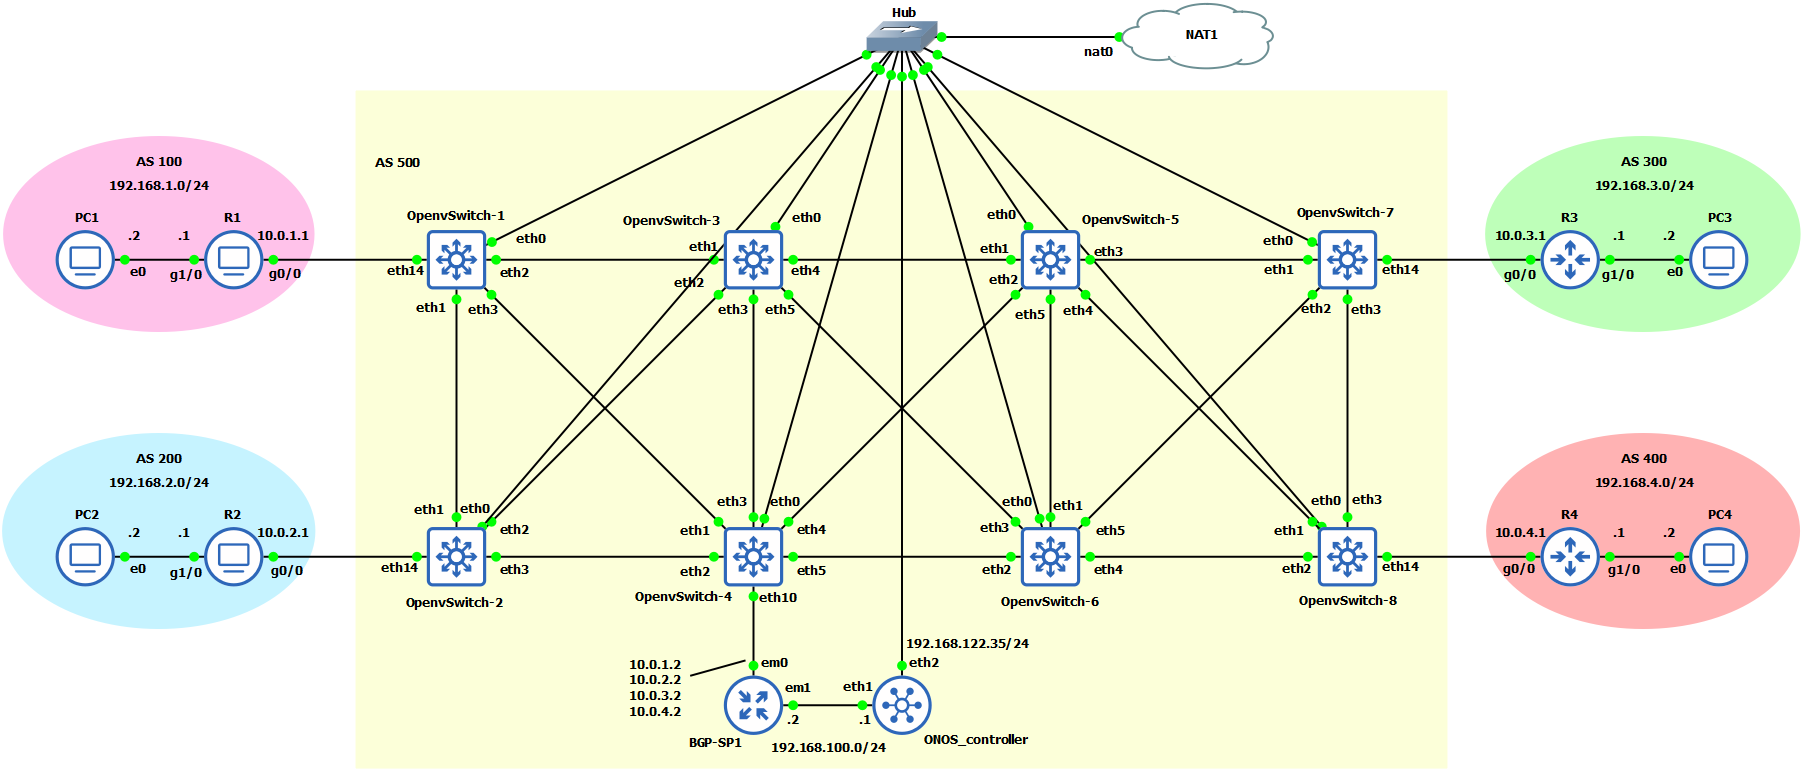 Hub
NAT1
nat0
AS 500
AS 100
192.168.1.0/24
PC1
R1
.2
.1
10.0.1.1
e0
g1/0
g0/0
OpenvSwitch-1
eth0
eth14
eth2
eth1
eth3
OpenvSwitch-3
eth0
eth1
eth4
eth2
eth3
eth5
OpenvSwitch-5
eth0
eth1
eth3
eth2
eth5
eth4
OpenvSwitch-7
eth0
eth1
eth14
eth2
eth3
AS 300
192.168.3.0/24
R3
PC3
10.0.3.1
.1
.2
g0/0
g1/0
e0
AS 200
192.168.2.0/24
PC2
R2
.2
.1
10.0.2.1
e0
g1/0
g0/0
eth1
eth0
eth2
eth14
eth3
OpenvSwitch-2
eth3
eth0
eth1
eth4
eth2
eth5
OpenvSwitch-4
eth10
eth0
eth1
eth3
eth5
eth2
eth4
OpenvSwitch-6
eth0
eth3
eth1
eth2
eth14
OpenvSwitch-8
AS 400
192.168.4.0/24
R4
PC4
10.0.4.1
.1
.2
g0/0
g1/0
e0
192.168.122.35/24
10.0.1.2
10.0.2.2
10.0.3.2
10.0.4.2
em0
eth2
em1
eth1
.2
.1
BGP-SP1
192.168.100.0/24
ONOS_controller